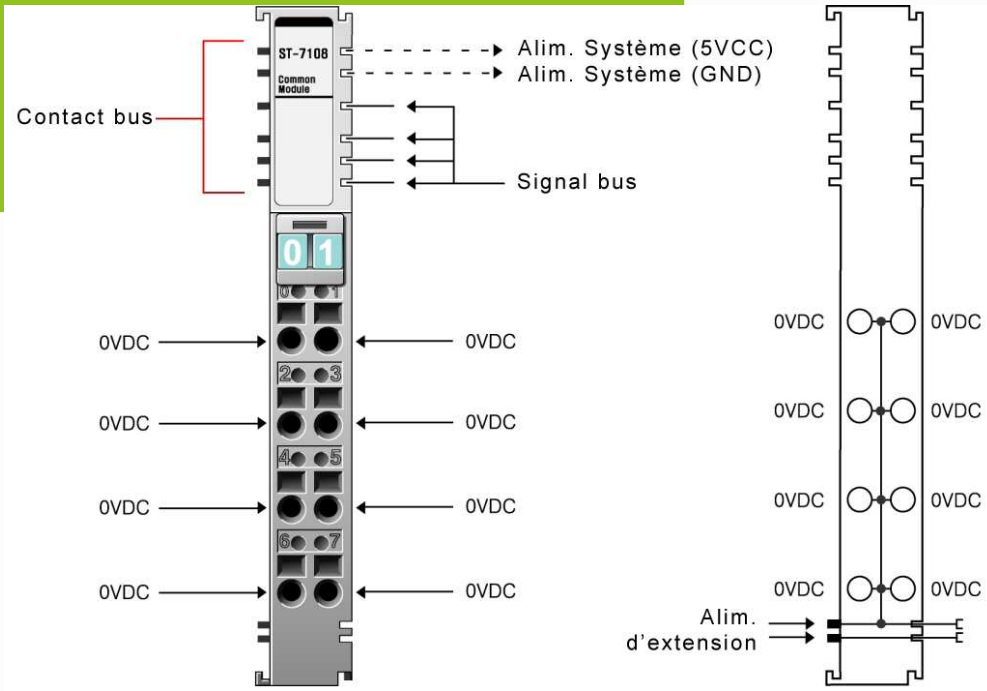 ST-7108
Common
Module
Alim. Système (5VCC)
Alim. Système (GND)
Contact bus
Signal bus
01
0 1
0VDC 0VDC
2 3
0VDC 0VDC
4 5
0VDC 0VDC
6 7
0VDC 0VDC
0VDC 0VDC
0VDC 0VDC
0VDC 0VDC
0VDC 0VDC
Alim.
d'extension